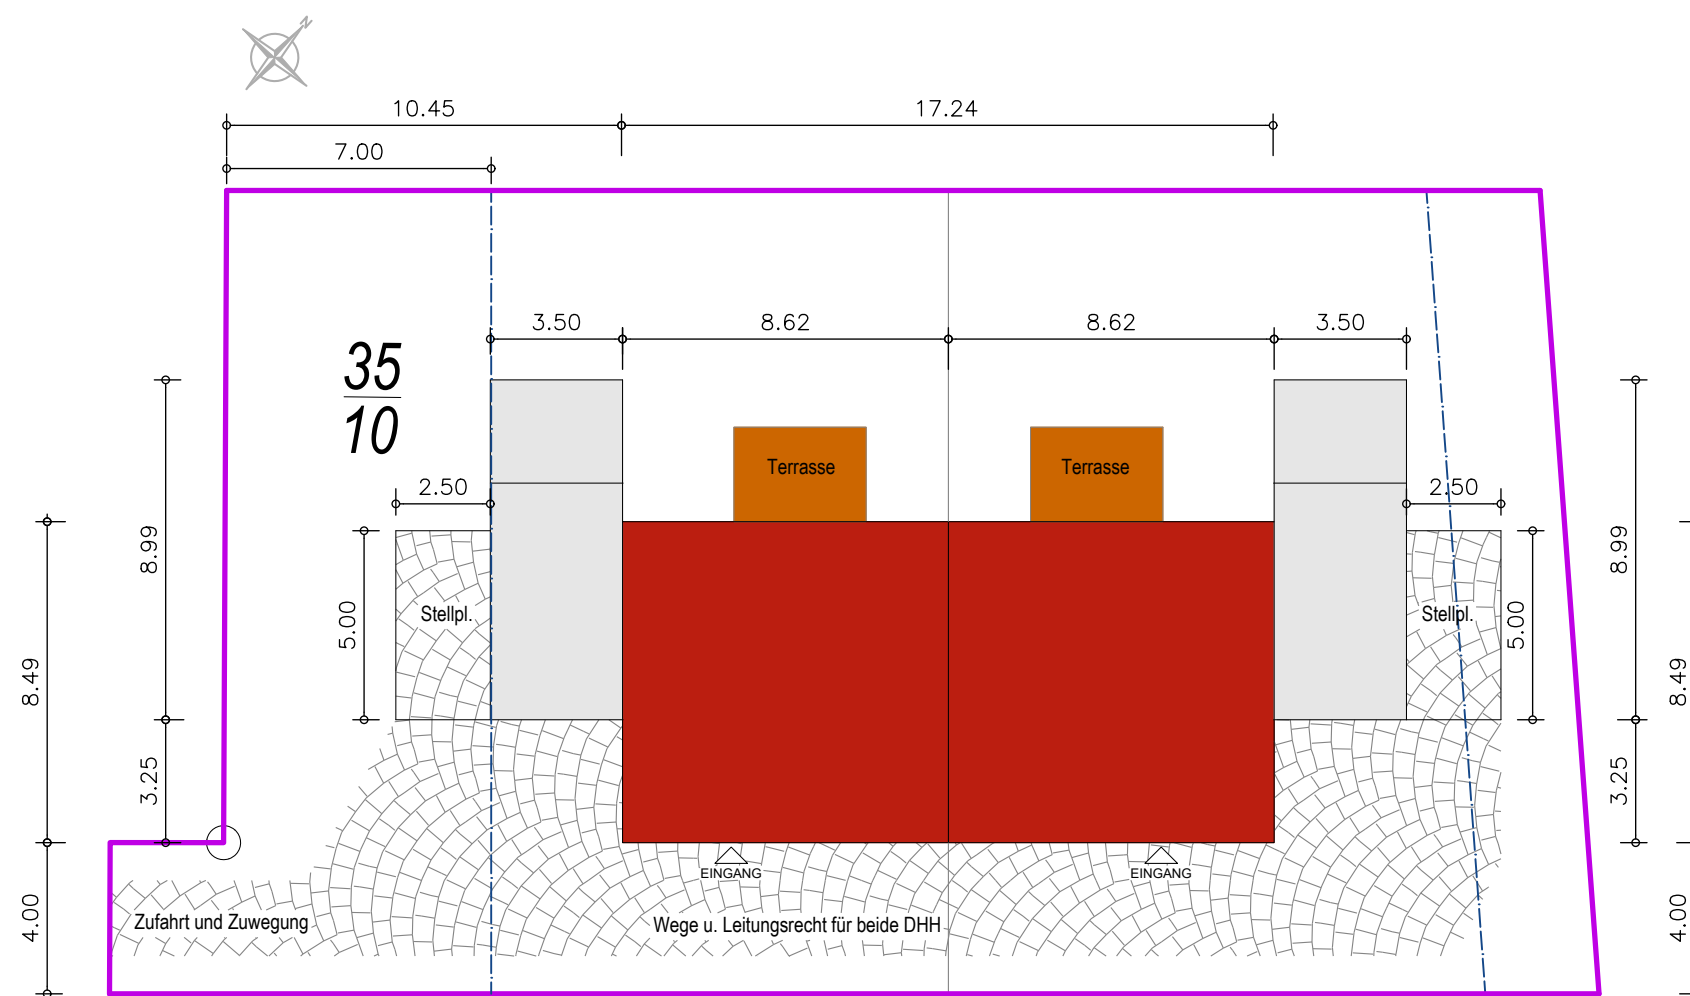 N
10.45
17.24
7.00
3.50
8.62
8.62
3.50
35
10
Terrasse
Terrasse
2.50
2.50
8.99
8.99
5.00
Stellpl.
Stellpl.
5.00
8.49
8.49
3.25
3.25
EINGANG
EINGANG
4.00
Zufahrt und Zuwegung
Wege u. Leitungsrecht für beide DHH
4.00